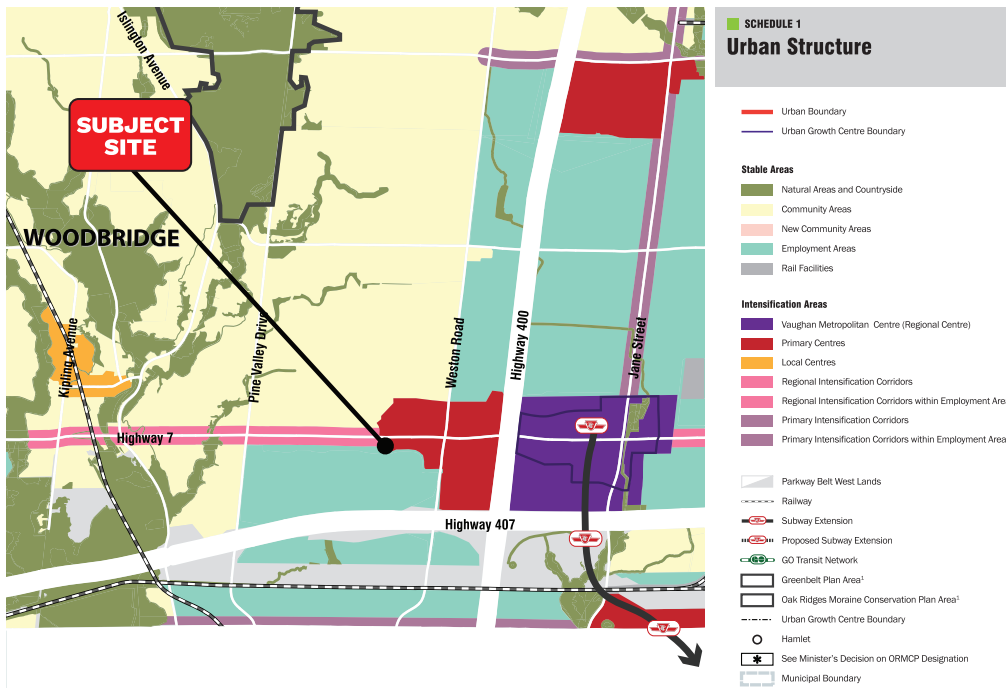 Islington Avenue
SUBJECT
SITE
WOODBRIDGE
Kipling Avenue
Pine Valley Drive
Weston Road
Highway 400
Jane Street
Highway 7
Highway 407
SCHEDULE 1
Urban Structure
Urban Boundary
Urban Growth Centre Boundary
Stable Areas
Natural Areas and Countryside
Community Areas
New Community Areas
Employment Areas
Rail Facilities
Intensification Areas
Vaughan Metropolitan Centre (Regional Centre)
Primary Centres
Local Centres
Regional Intensification Corridors
Regional Intensification Corridors within Employment Area
Primary Intensification Corridors
Primary Intensification Corridors within Employment Area
Parkway Belt West Lands
Railway
Subway Extension
Proposed Subway Extension
GO Transit Network
Greenbelt Plan Area¹
Oak Ridges Moraine Conservation Plan Area¹
Urban Growth Centre Boundary
Hamlet
See Minister's Decision on ORMCP Designation
Municipal Boundary